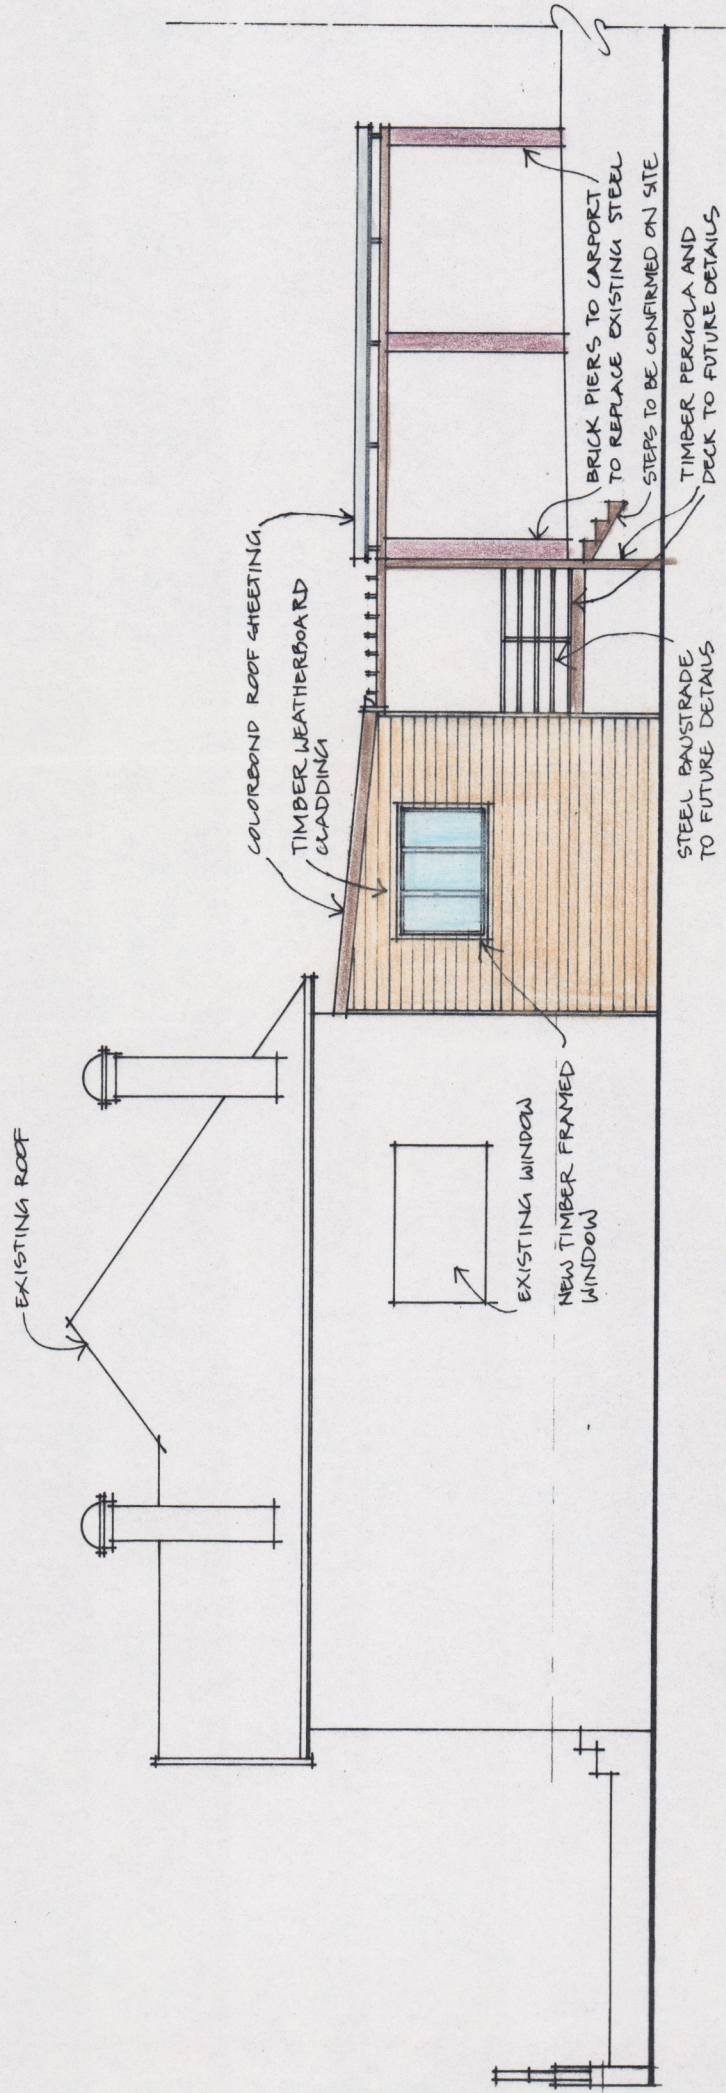 EXISTING ROOF
COLORBOND ROOF SHEETING
TIMBER WEATHERBOARD
CLADDING
EXISTING WINDOW
NEW TIMBER FRAMED
WINDOW
STEEL BAUSTRADE
TO FUTURE DETAILS
BRICK PIERS TO CARPORT
TO REPLACE EXISTING STEEL
STEPS TO BE CONFIRMED ON SITE
TIMBER PERGOLA AND
DECK TO FUTURE DETAILS